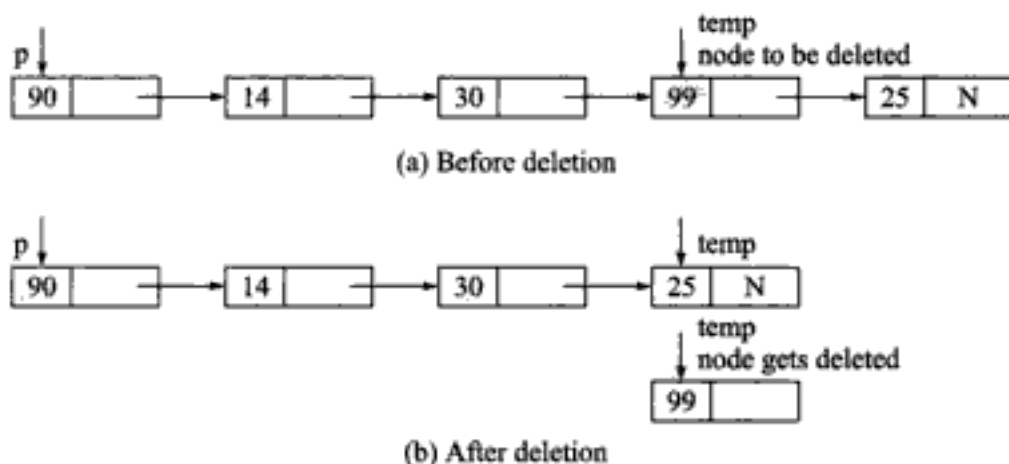 temp
p
node to be deleted
90 14 30 99 25 N
(a) Before deletion
p
temp
90 14 30 25 N
temp
node gets deleted
99
(b) After deletion